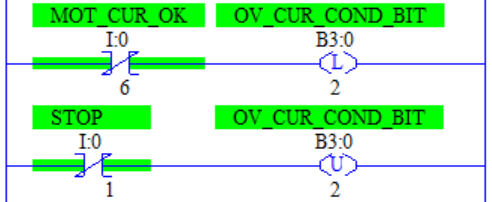 MOT_CUR_OK OV_CUR_COND_BIT
I:0 B3:0
L
6 2
STOP OV_CUR_COND_BIT
I:0 B3:0
U
1 2